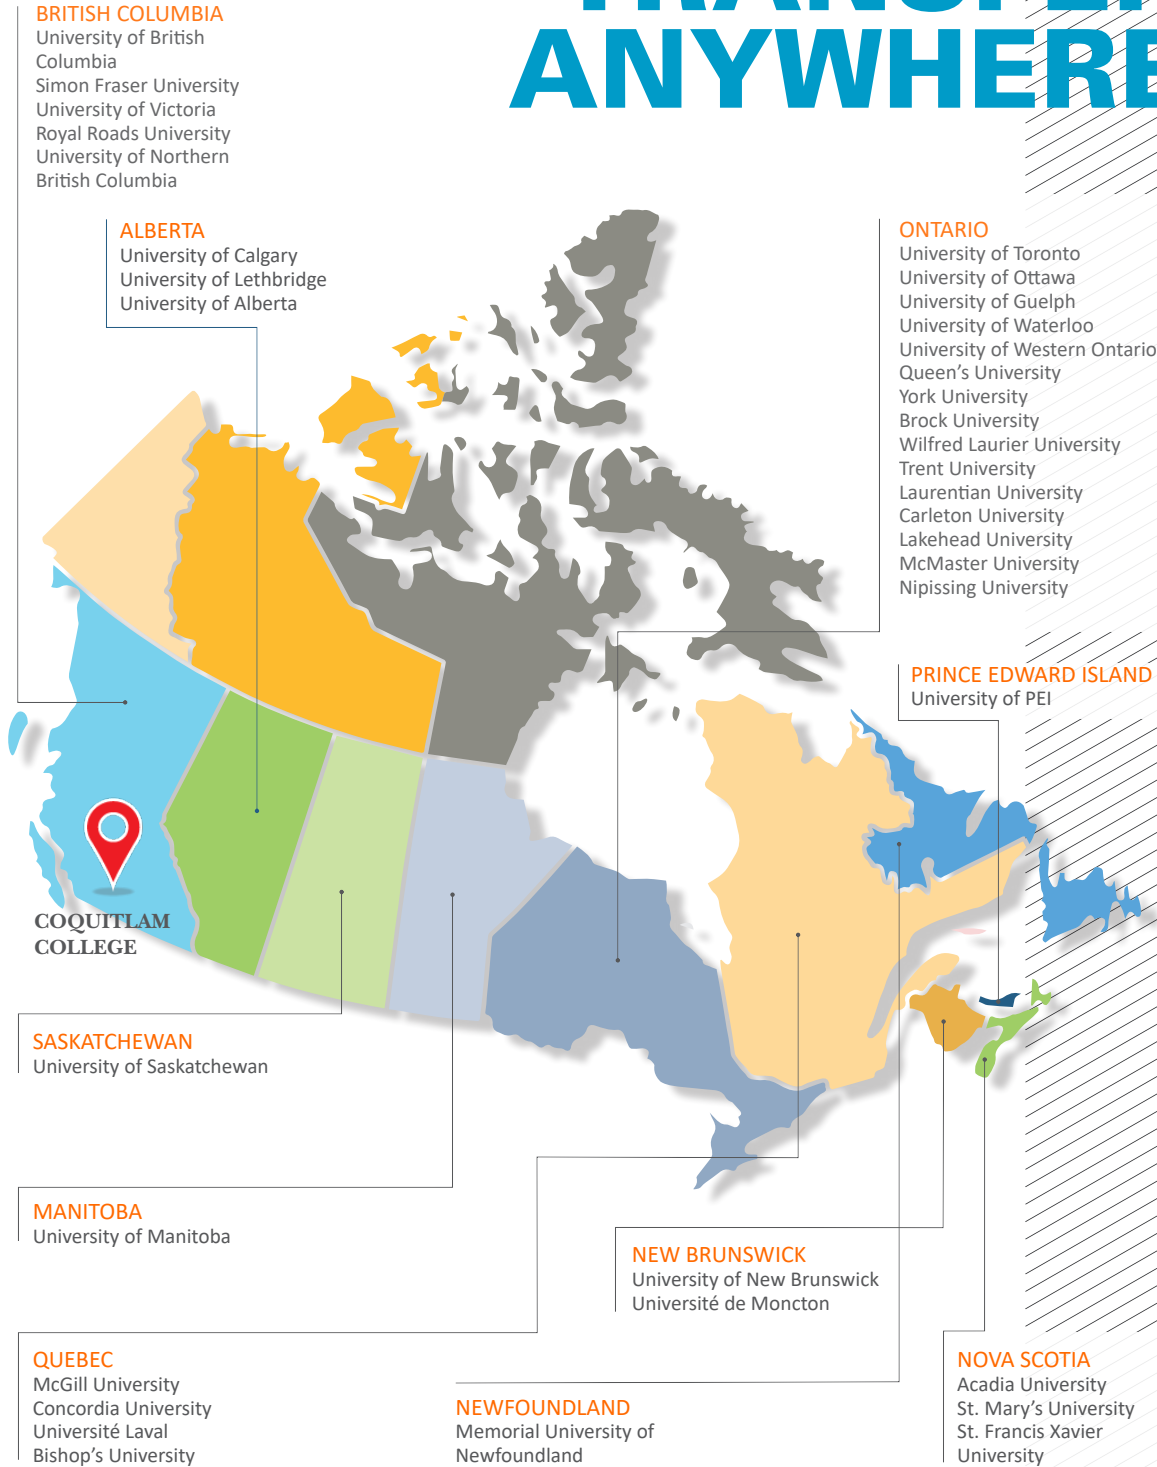 TRANSFER
ANYWHERE
BRITISH COLUMBIA
University of British
Columbia
Simon Fraser University
University of Victoria
Royal Roads University
University of Northern
British Columbia
ALBERTA
University of Calgary
University of Lethbridge
University of Alberta
ONTARIO
University of Toronto
University of Ottawa
University of Guelph
University of Waterloo
University of Western Ontario
Queen’s University
York University
Brock University
Wilfred Laurier University
Trent University
Laurentian University
Carleton University
Lakehead University
McMaster University
Nipissing University
PRINCE EDWARD ISLAND
University of PEI
COQUITLAM
COLLEGE
SASKATCHEWAN
University of Saskatchewan
MANITOBA
University of Manitoba
NEW BRUNSWICK
University of New Brunswick
Université de Moncton
QUEBEC
McGill University
Concordia University
Université Laval
Bishop’s University
NEWFOUNDLAND
Memorial University of
Newfoundland
NOVA SCOTIA
Acadia University
St. Mary’s University
St. Francis Xavier
University